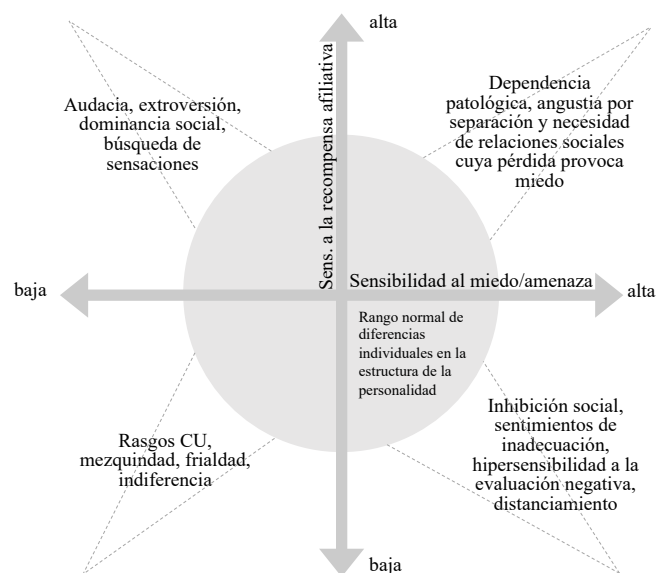 alta
Sens. a la recompensa afiliativa
Audacia, extroversión,
dominancia social,
búsqueda de
sensaciones
Dependencia
patológica, angustia por
separación y necesidad
de relaciones sociales
cuya pérdida provoca
miedo
baja
Sensibilidad al miedo/amenaza
alta
Rango normal de
diferencias
individuales en la
estructura de la
personalidad
Rasgos CU,
mezquindad, frialdad,
indiferencia
Inhibición social,
sentimientos de
inadecuación,
hipersensibilidad a la
evaluación negativa,
distanciamiento
baja